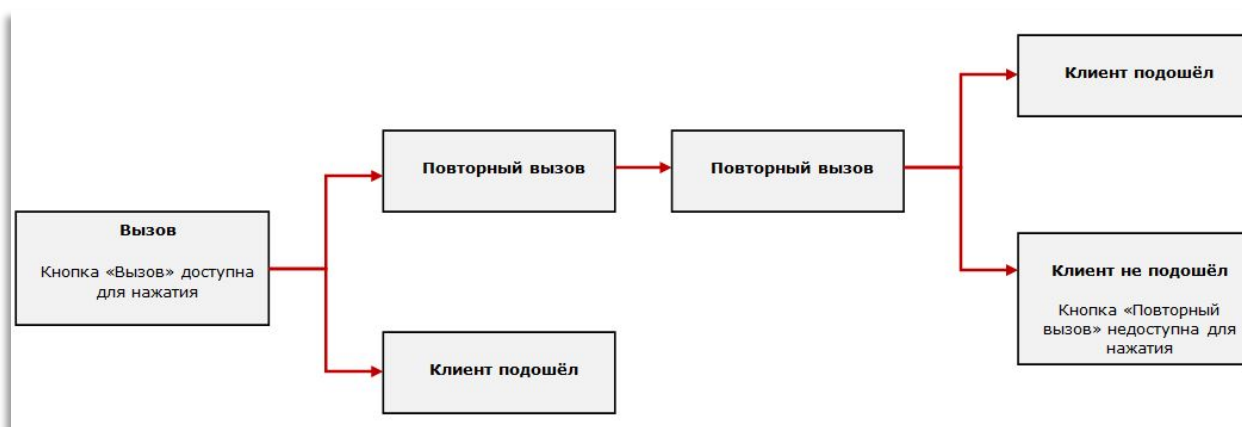 Клиент подошёл
Повторный вызов
Повторный вызов
Вызов
Кнопка «Вызов» доступна
для нажатия
Клиент не подошёл
Кнопка «Повторный
вызов» недоступна для
нажатия
Клиент подошёл